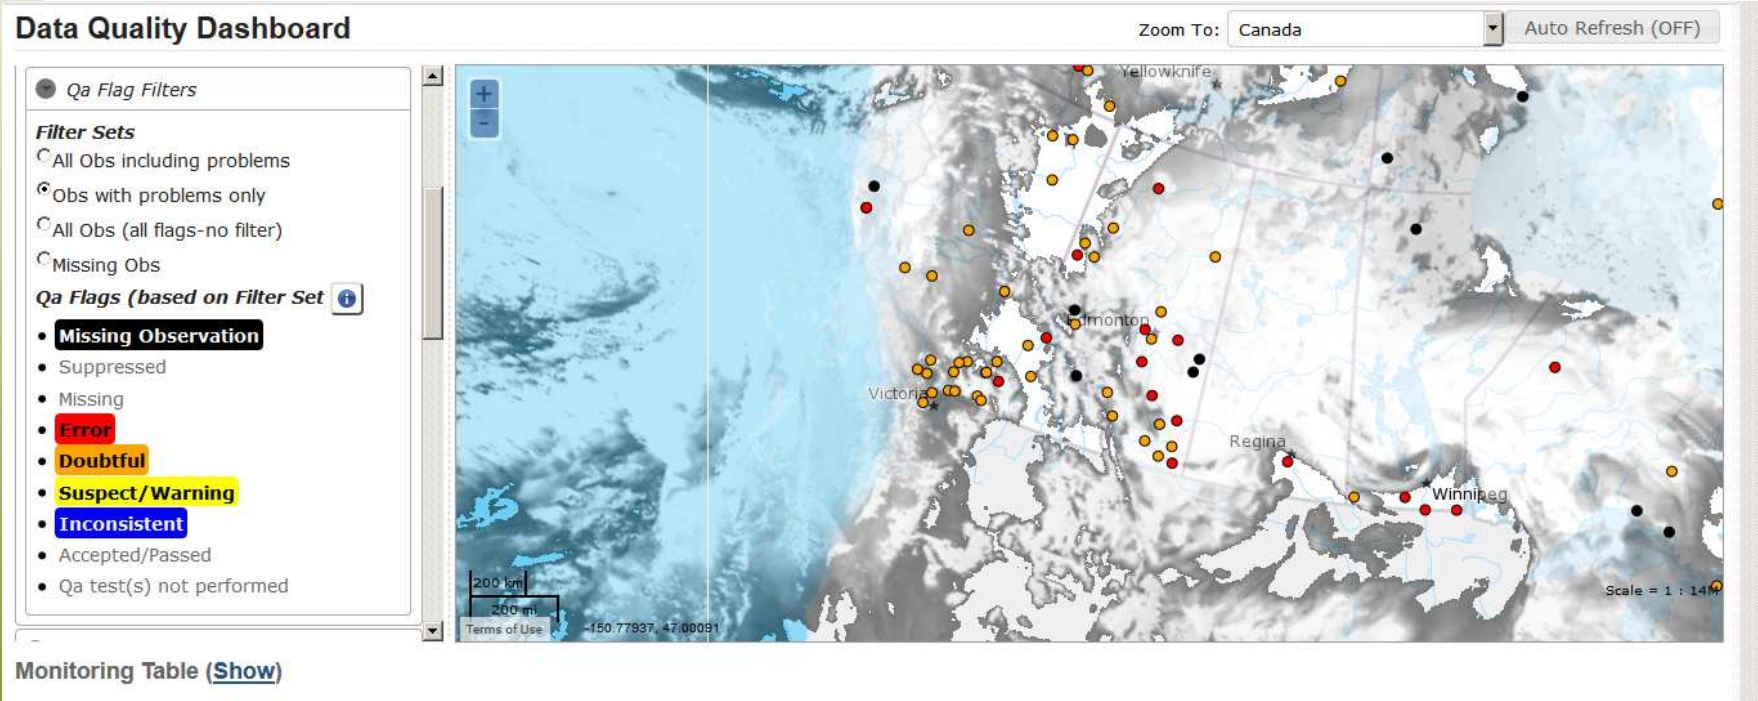 Data Quality Dashboard
Zoom To: Canada Auto Refresh (OFF)
Qa Flag Filters
Filter Sets
All Obs including problems
Obs with problems only
All Obs (all flags-no filter)
Missing Obs
Qa Flags (based on Filter Set
Missing Observation
Suppressed
Missing
Error
Doubtful
Suspect/Warning
Inconsistent
Accepted/Passed
Qa test(s) not performed
+
-
Yellowknife
Edmonton
Victoria
Regina
Winnipeg
200 km
200 mi
Scale = 1 : 14M
Terms of Use
-150.77937, 47.00091
Monitoring Table (Show)